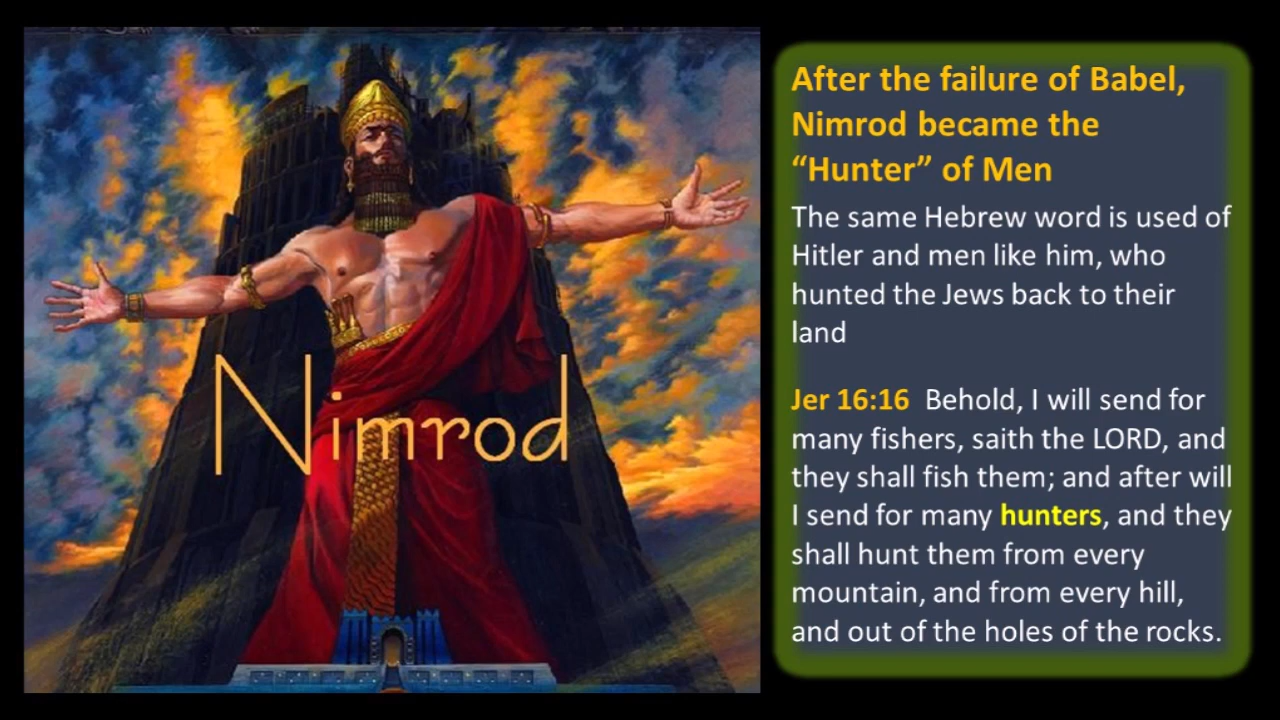 Nimrod
After the failure of Babel,
Nimrod became the
“Hunter” of Men
The same Hebrew word is used of
Hitler and men like him, who
hunted the Jews back to their
land
Jer 16:16 Behold, I will send for
many fishers, saith the LORD, and
they shall fish them; and after will
I send for many hunters, and they
shall hunt them from every
mountain, and from every hill,
and out of the holes of the rocks.